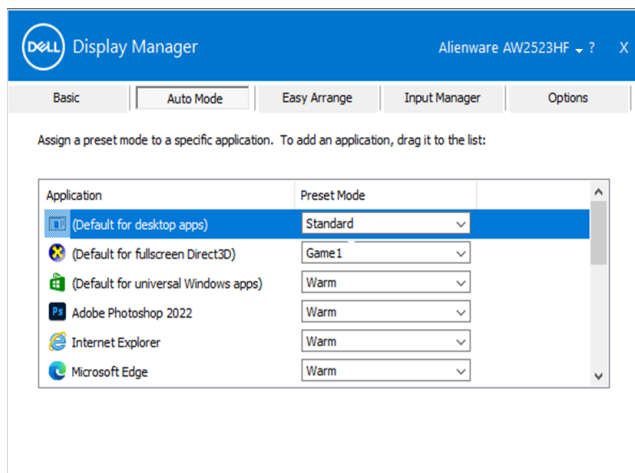 DELL Display Manager Alienware AW2523HF ? X
Basic Auto Mode Easy Arrange Input Manager Options
Assign a preset mode to a specific application. To add an application, drag it to the list:
Application Preset Mode
(Default for desktop apps) Standard
(Default for fullscreen Direct3D) Game1
(Default for universal Windows apps) Warm
Ps Adobe Photoshop 2022 Warm
Internet Explorer Warm
Microsoft Edge Warm